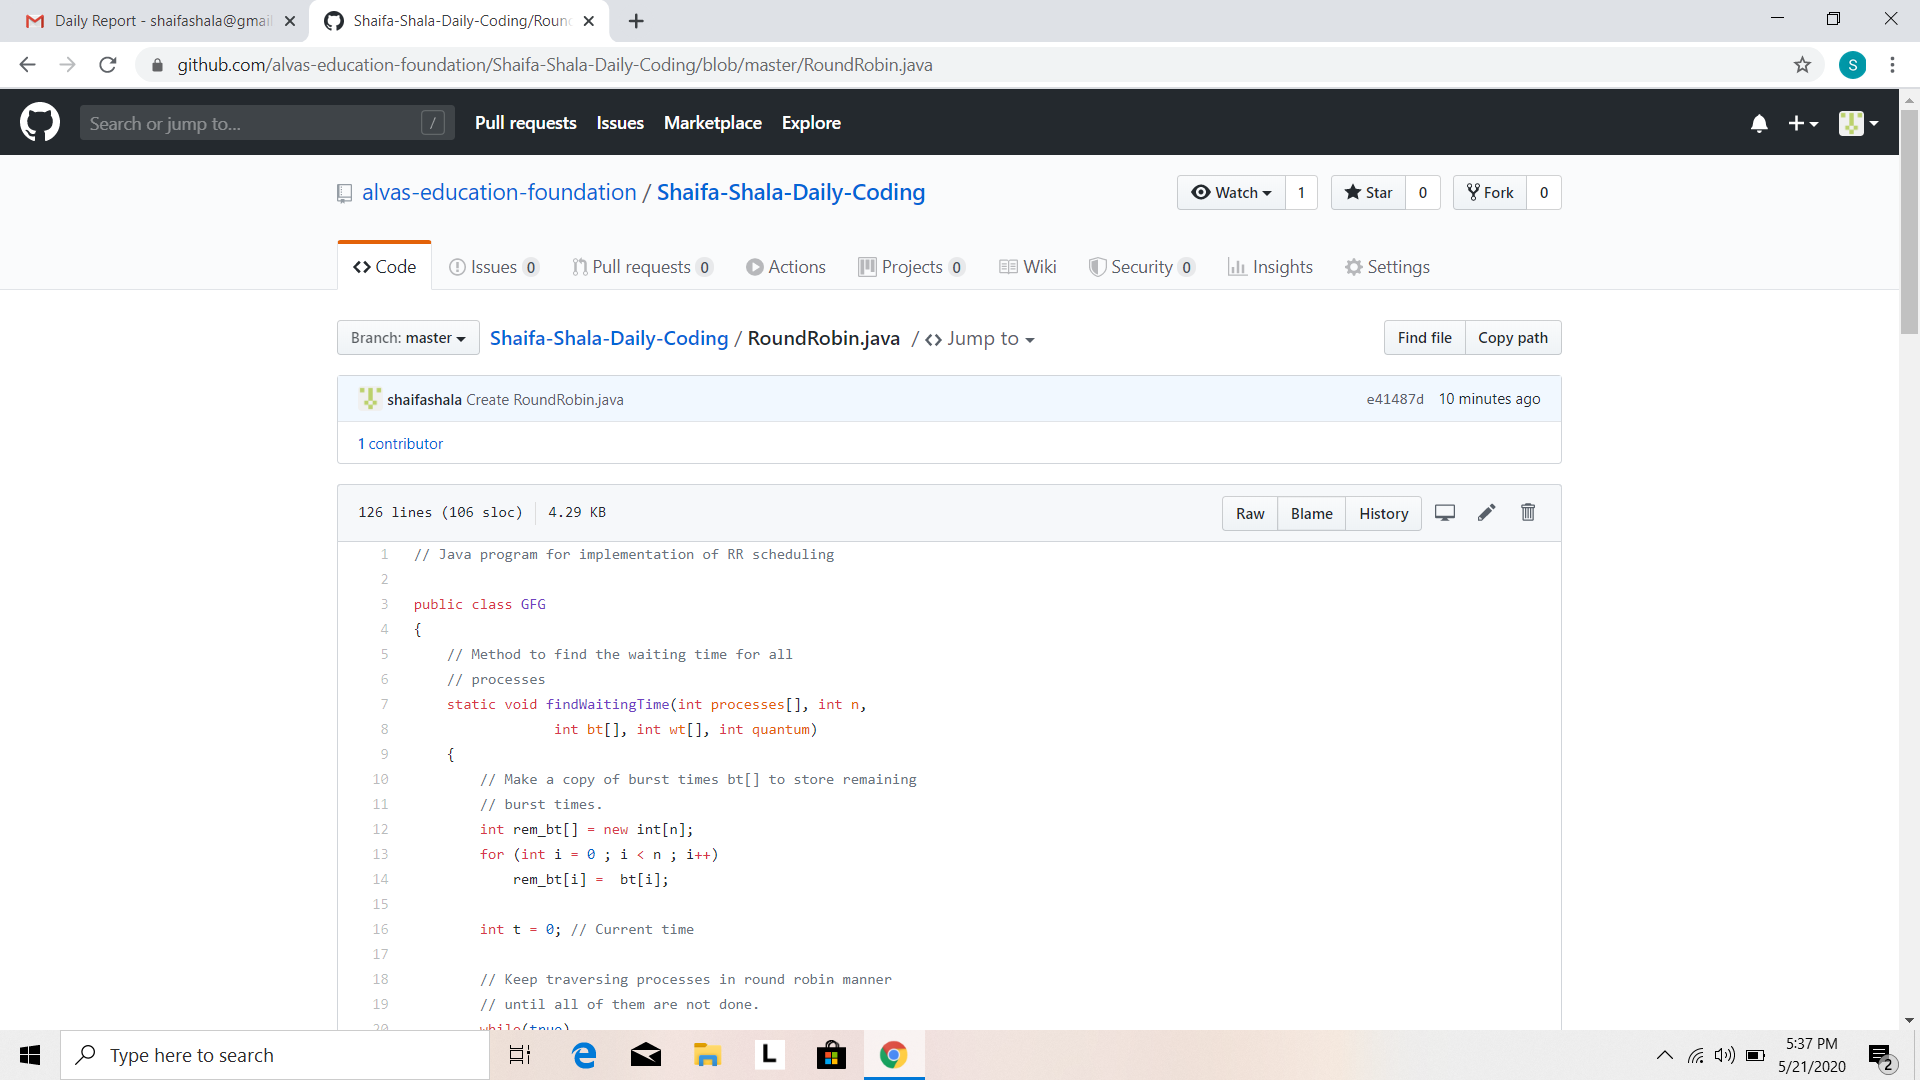 Daily Report - shaifashala@gmai
Shaifa-Shala-Daily-Coding/Roun
github.com/alvas-education-foundation/Shaifa-Shala-Daily-Coding/blob/master/RoundRobin.java
S
Search or jump to... /
Pull requests Issues Marketplace Explore
alvas-education-foundation / Shaifa-Shala-Daily-Coding
Watch 1 Star 0 Fork 0
Code Issues 0 Pull requests 0 Actions Projects 0 Wiki Security 0 Insights Settings
Branch: master Shaifa-Shala-Daily-Coding / RoundRobin.java / <> Jump to
Find file Copy path
shaifashala Create RoundRobin.java e41487d 10 minutes ago
1 contributor
126 lines (106 sloc) 4.29 KB
Raw Blame History
1 // Java program for implementation of RR scheduling
2
3 public class GFG
4 {
5 // Method to find the waiting time for all
6 // processes
7 static void findWaitingTime(int processes[], int n,
8 int bt[], int wt[], int quantum)
9 {
10 // Make a copy of burst times bt[] to store remaining
11 // burst times.
12 int rem_bt[] = new int[n];
13 for (int i = 0 ; i < n ; i++)
14 rem_bt[i] =  bt[i];
15
16 int t = 0; // Current time
17
18 // Keep traversing processes in round robin manner
19 // until all of them are not done.
20 while(true)
Type here to search
L
5:37 PM
5/21/2020
2